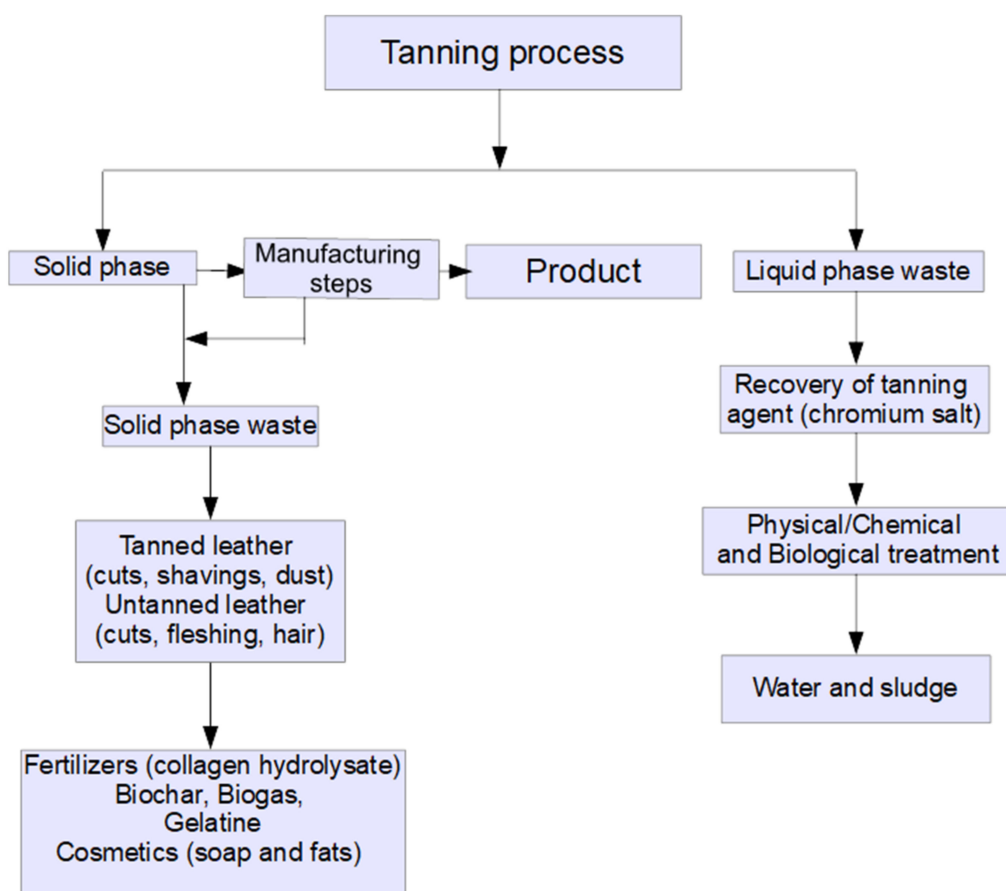 Tanning process
Solid phase
Manufacturing
steps
Product
Liquid phase waste
Solid phase waste
Recovery of tanning
agent (chromium salt)
Tanned leather
(cuts, shavings, dust)
Untanned leather
(cuts, fleshing, hair)
Physical/Chemical
and Biological treatment
Water and sludge
Fertilizers (collagen hydrolysate)
Biochar, Biogas,
Gelatine
Cosmetics (soap and fats)